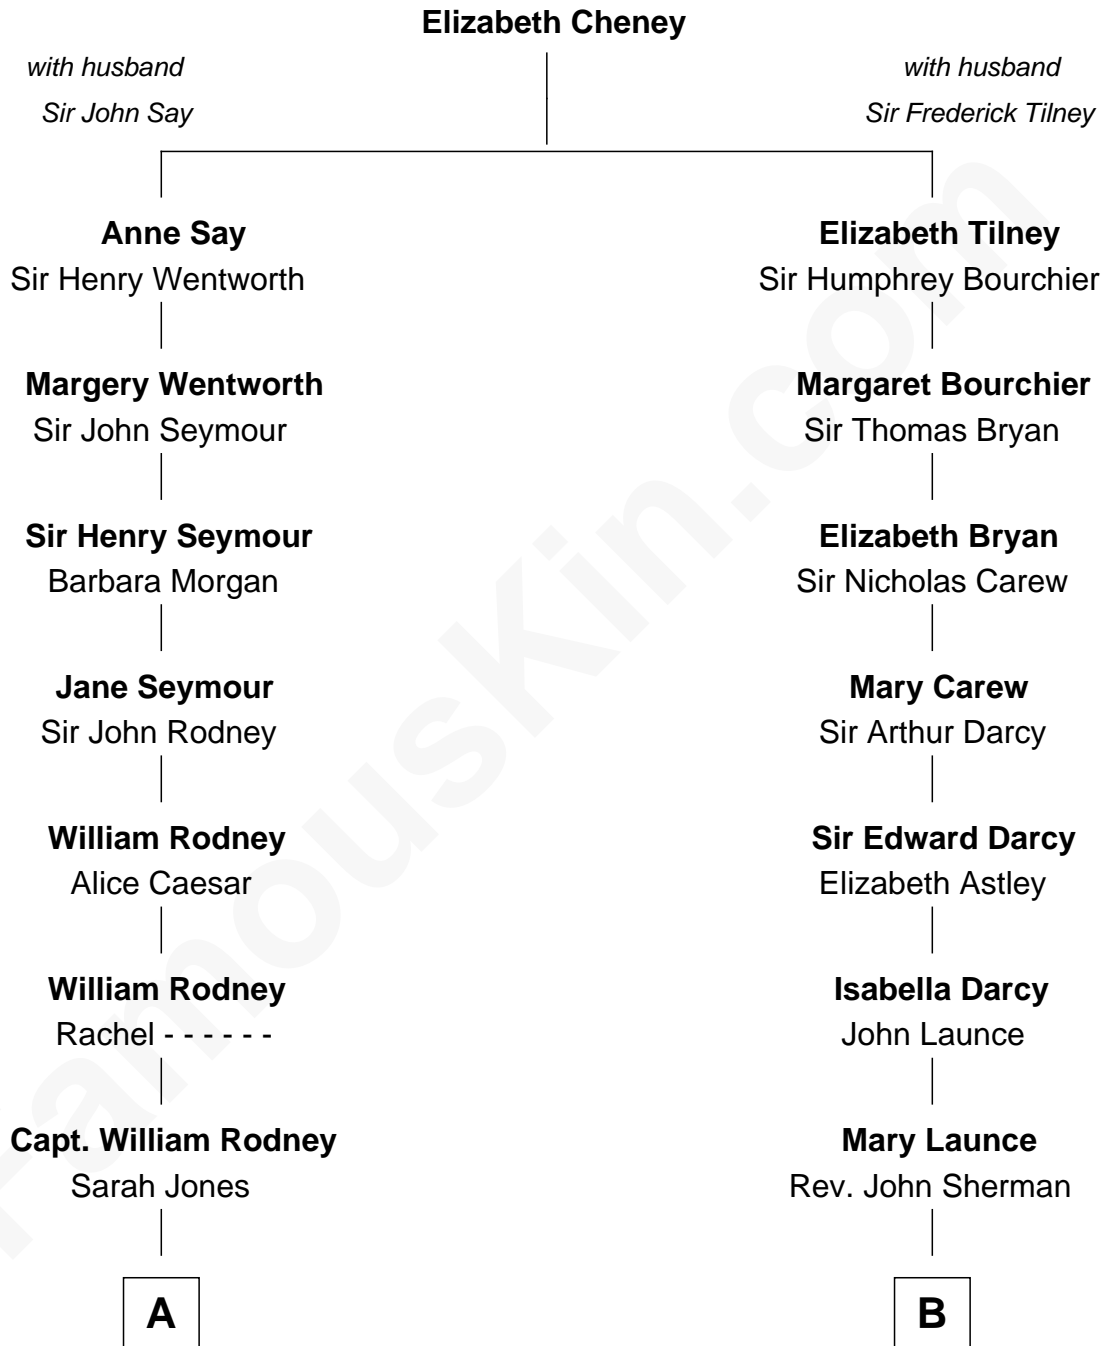 Elizabeth Cheney
with husband
Sir John Say
with husband
Sir Frederick Tilney
Anne Say
Sir Henry Wentworth
Elizabeth Tilney
Sir Humphrey Bourchier
Margery Wentworth
Sir John Seymour
Margaret Bourchier
Sir Thomas Bryan
Sir Henry Seymour
Barbara Morgan
Elizabeth Bryan
Sir Nicholas Carew
Jane Seymour
Sir John Rodney
Mary Carew
Sir Arthur Darcy
William Rodney
Alice Caesar
Sir Edward Darcy
Elizabeth Astley
William Rodney
Rachel - - - - - -
Isabella Darcy
John Launce
Capt. William Rodney
Sarah Jones
Mary Launce
Rev. John Sherman
A
B
FamousKin.com